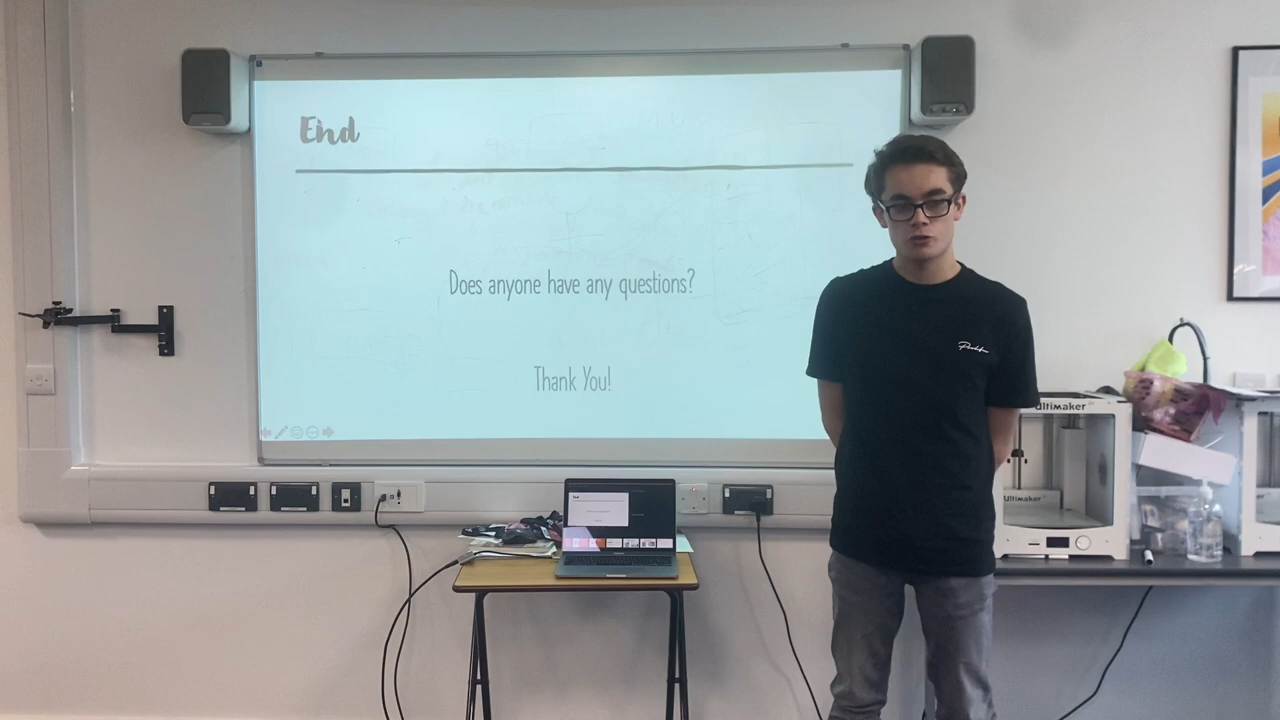 End
Does anyone have any questions?
Thank You!
Ultimaker
Ultimaker